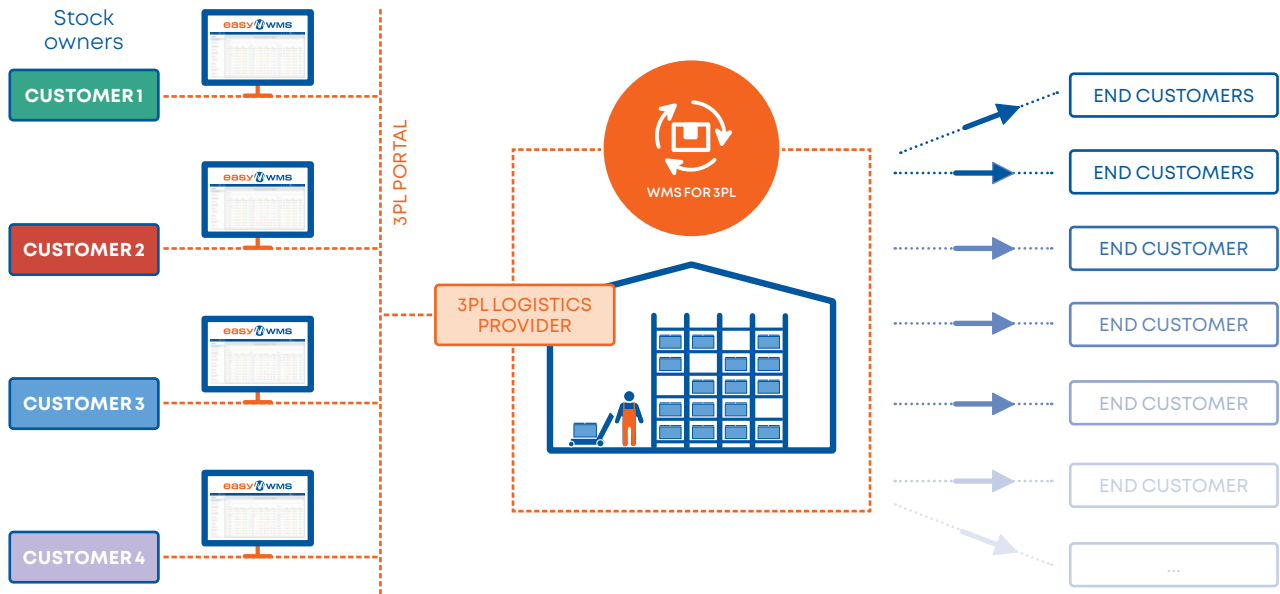 Stock
owners
easy WMS
CUSTOMER 1
easy WMS
CUSTOMER 2
easy WMS
CUSTOMER 3
easy WMS
CUSTOMER 4
3PL PORTAL
WMS FOR 3PL
3PL LOGISTICS
PROVIDER
END CUSTOMERS
END CUSTOMERS
END CUSTOMER
END CUSTOMER
END CUSTOMER
END CUSTOMER
...